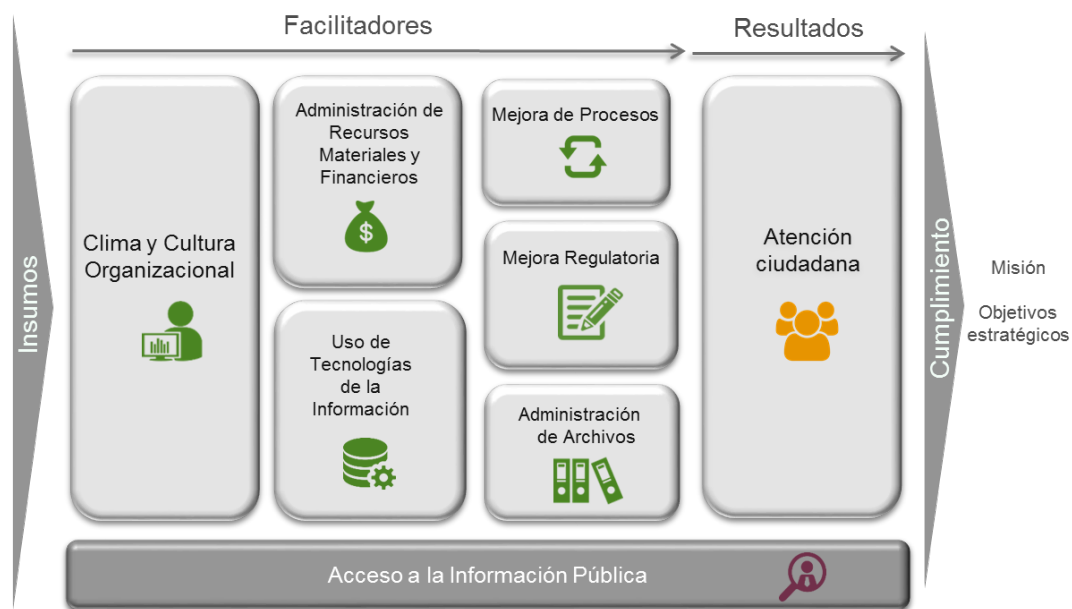 Facilitadores
Resultados
Insumos
Clima y Cultura
Organizacional
Administración de
Recursos
Materiales y
Financieros
$
Uso de
Tecnologías
de la
Información
Mejora de Procesos
Mejora Regulatoria
Administración
de Archivos
Atención
ciudadana
Cumplimiento
Misión
Objetivos
estratégicos
Acceso a la Información Pública